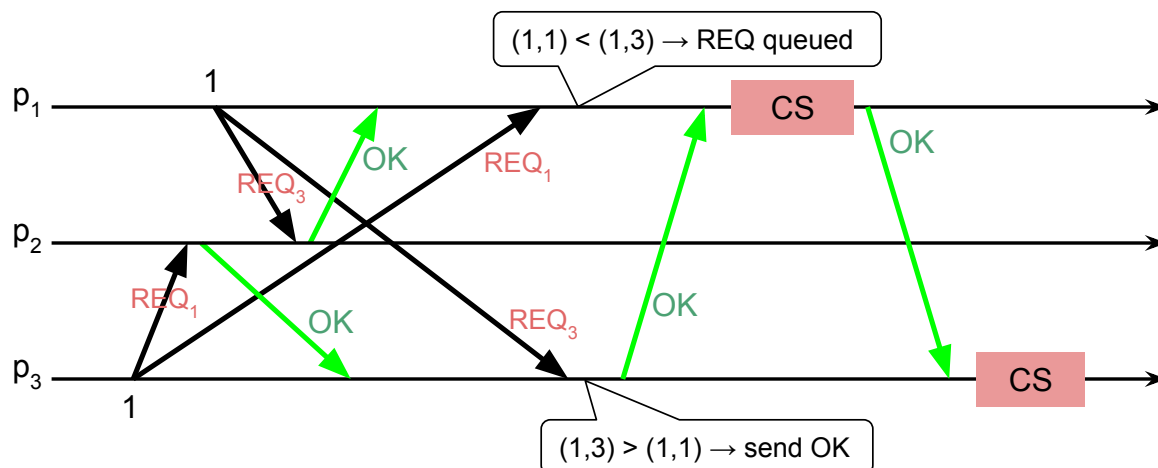 (1,1) < (1,3) → REQ queued
1
p₁
CS
OK
OK
REQ₁
REQ₃
p₂
REQ₁
OK
REQ₃
OK
p₃
CS
1
(1,3) > (1,1) → send OK